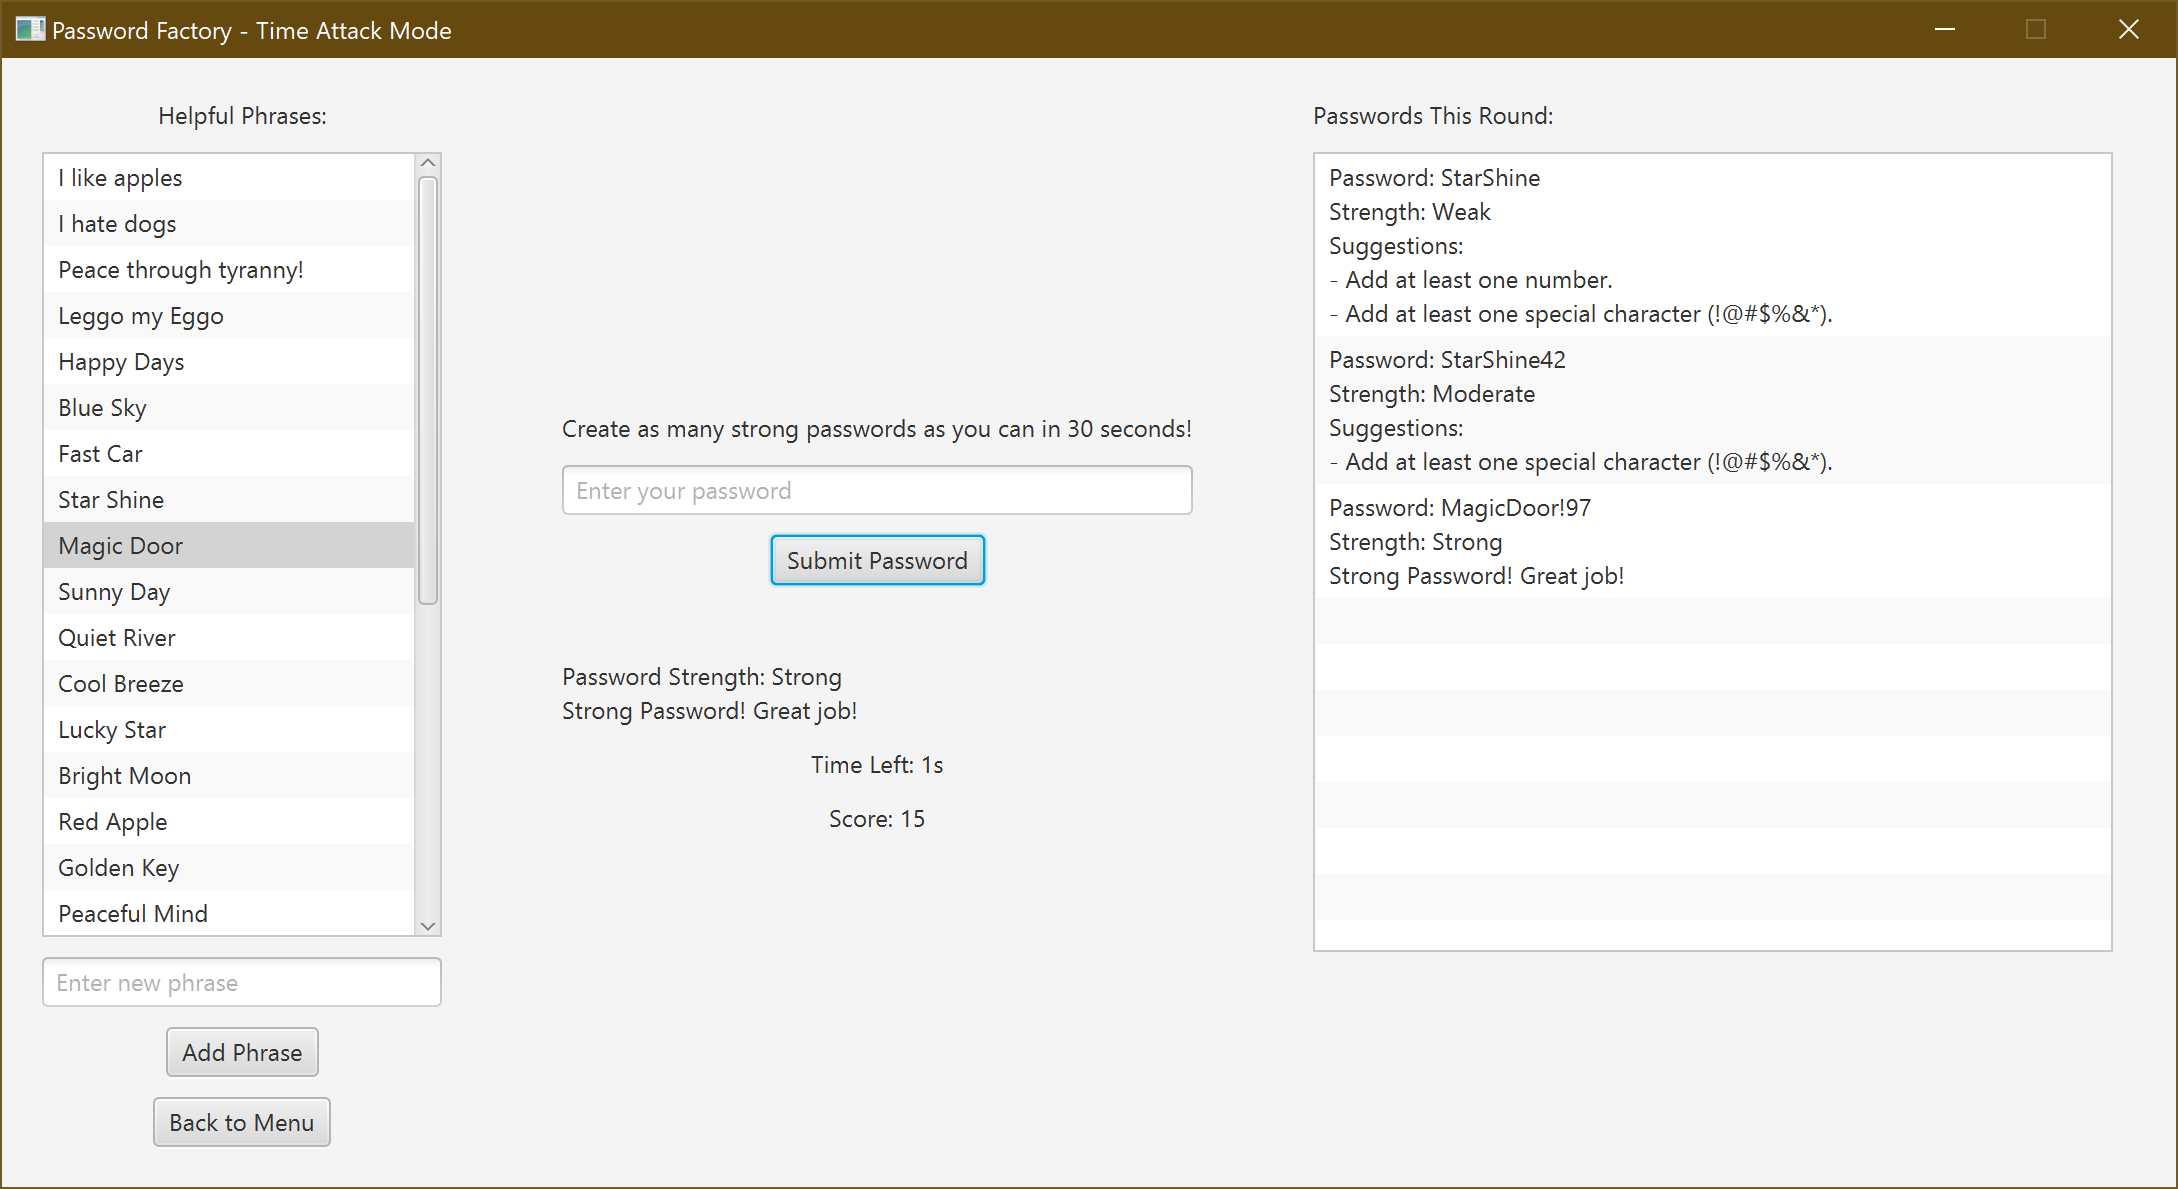 Password Factory - Time Attack Mode
Helpful Phrases:
I like apples
I hate dogs
Peace through tyranny!
Leggo my Eggo
Happy Days
Blue Sky
Fast Car
Star Shine
Magic Door
Sunny Day
Quiet River
Cool Breeze
Lucky Star
Bright Moon
Red Apple
Golden Key
Peaceful Mind
Enter new phrase
Add Phrase
Back to Menu
Create as many strong passwords as you can in 30 seconds!
Enter your password
Submit Password
Password Strength: Strong
Strong Password! Great job!
Time Left: 1s
Score: 15
Passwords This Round:
Password: StarShine
Strength: Weak
Suggestions:
- Add at least one number.
- Add at least one special character (!@#$%&*).
Password: StarShine42
Strength: Moderate
Suggestions:
- Add at least one special character (!@#$%&*).
Password: MagicDoor!97
Strength: Strong
Strong Password! Great job!